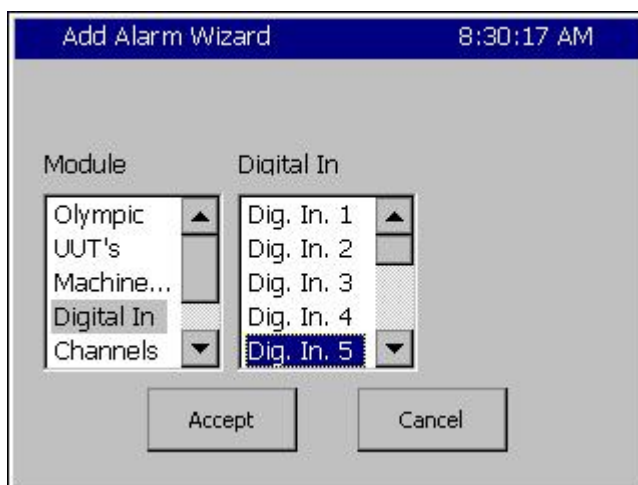 Add Alarm Wizard 8:30:17 AM
Module Digital In
Olympic Dig. In. 1
UUT's Dig. In. 2
Machine... Dig. In. 3
Digital In Dig. In. 4
Channels Dig. In. 5
Accept Cancel